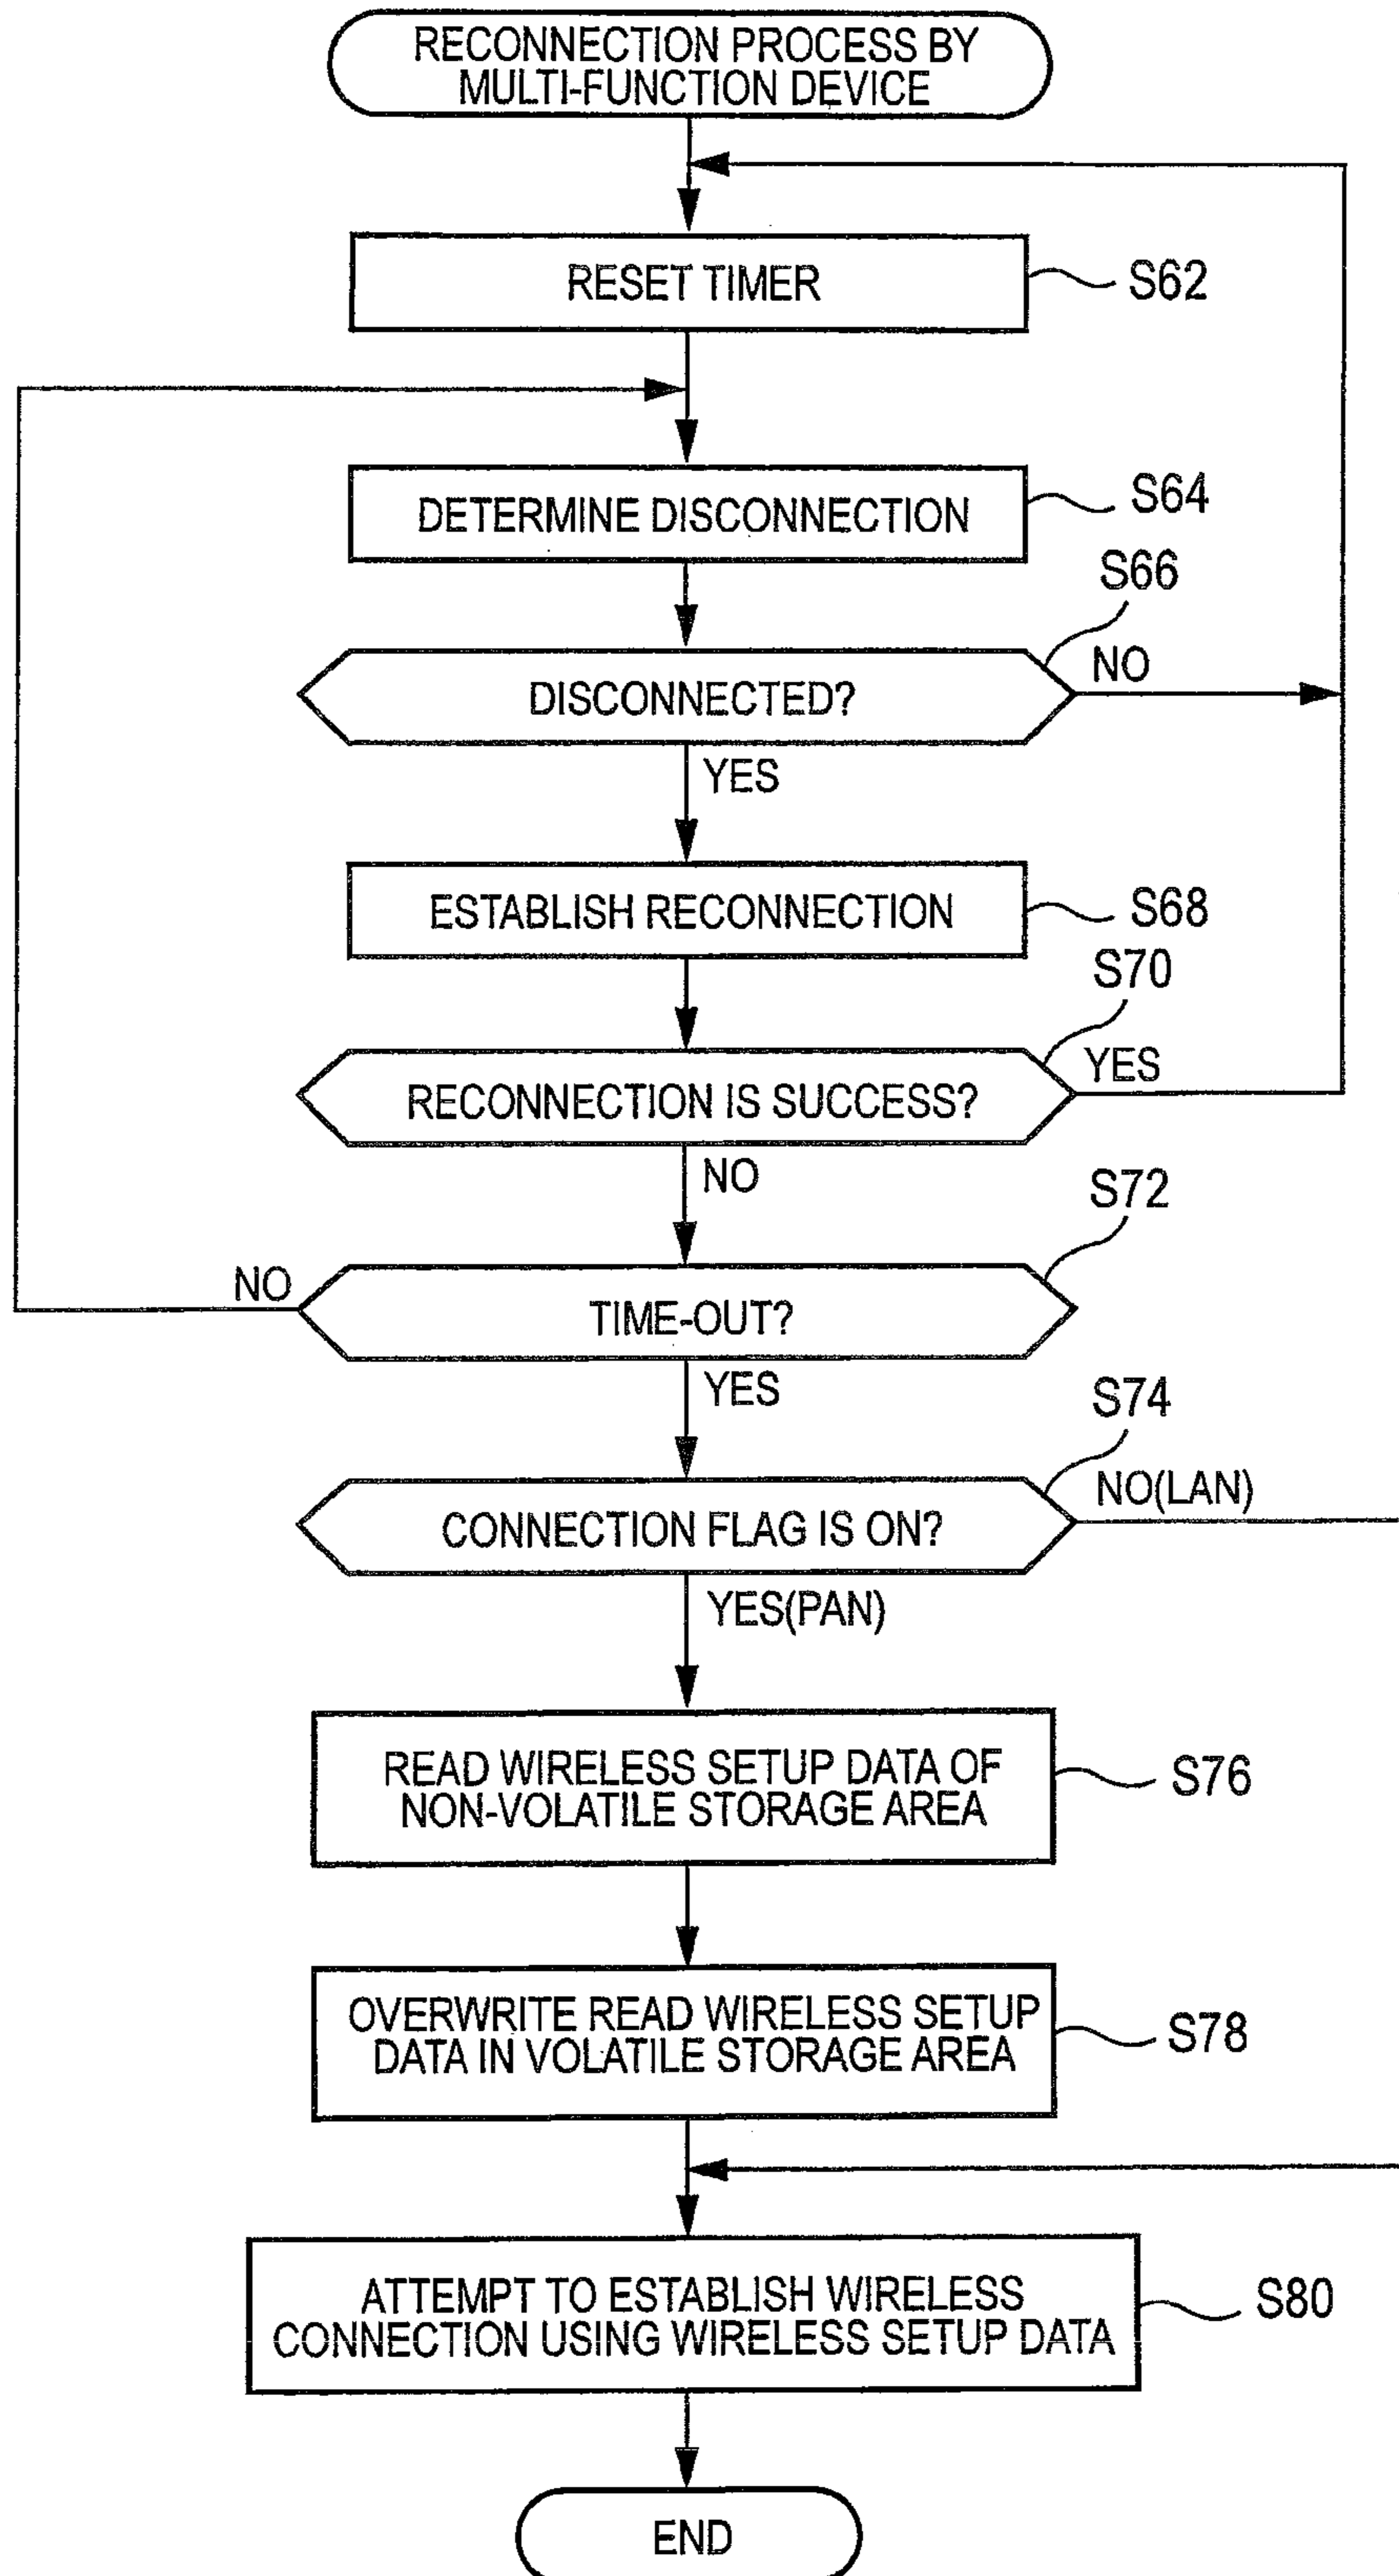 RECONNECTION PROCESS BY
MULTI-FUNCTION DEVICE
RESET TIMER
S62
DETERMINE DISCONNECTION
S64
S66
DISCONNECTED?
NO
YES
ESTABLISH RECONNECTION
S68
S70
RECONNECTION IS SUCCESS?
YES
NO
S72
NO
TIME-OUT?
YES
S74
CONNECTION FLAG IS ON?
NO(LAN)
YES(PAN)
READ WIRELESS SETUP DATA OF
NON-VOLATILE STORAGE AREA
S76
OVERWRITE READ WIRELESS SETUP
DATA IN VOLATILE STORAGE AREA
S78
ATTEMPT TO ESTABLISH WIRELESS
CONNECTION USING WIRELESS SETUP DATA
S80
END